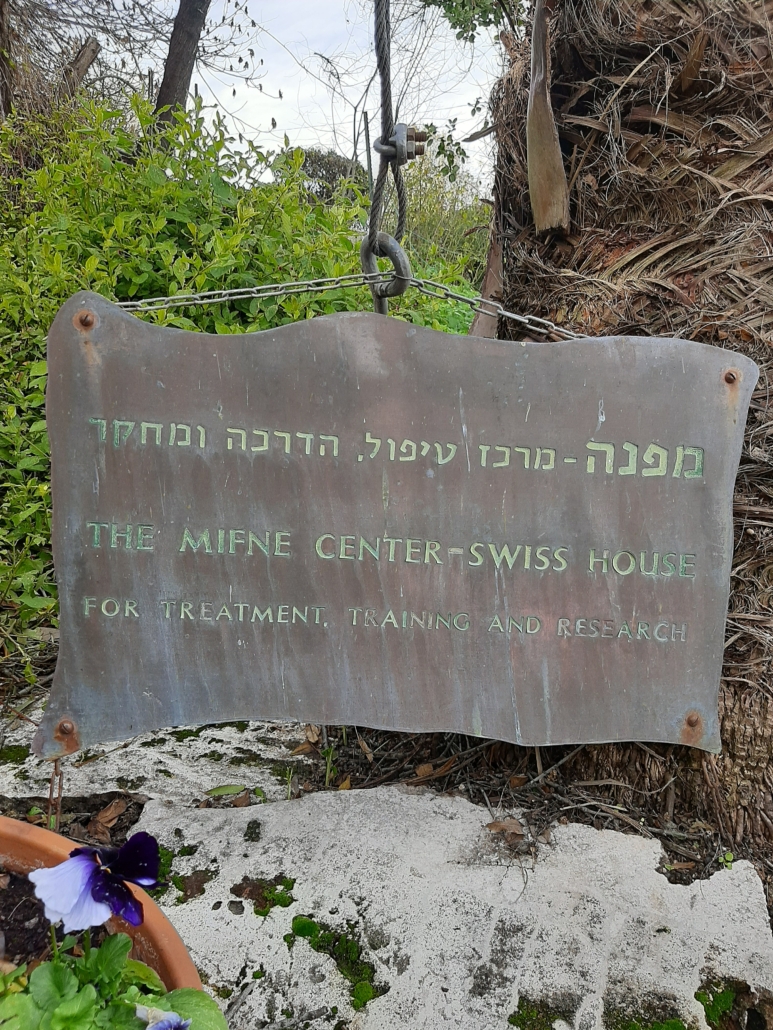 מפנה - מרכז טיפול, הדרכה ומחקר
THE MIFNE CENTER-SWISS HOUSE
FOR TREATMENT, TRAINING AND RESEARCH